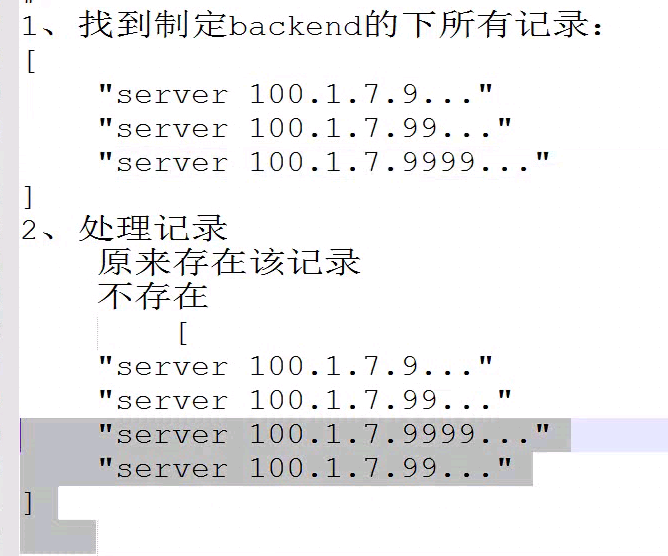 1、找到制定backend的下所有记录:
[
"server 100.1.7.9..."
"server 100.1.7.99..."
"server 100.1.7.9999..."
]
2、处理记录
原来存在该记录
不存在
[
"server 100.1.7.9..."
"server 100.1.7.99..."
"server 100.1.7.9999..."
"server 100.1.7.99..."
]